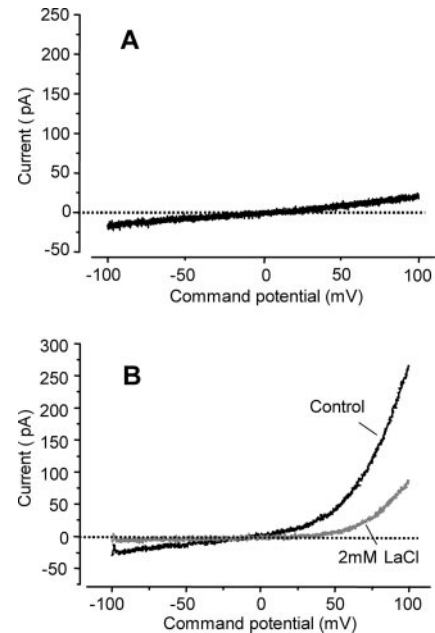 A
250
200
150
100
50
0
-50
Current ( pA)
-100 -50 0 50 100
Command potential (mV)
B
300
250
200
150
100
50
0
-50
Current ( pA)
Control
2mM LaCl
-100 -50 0 50 100
Command potential (mV)